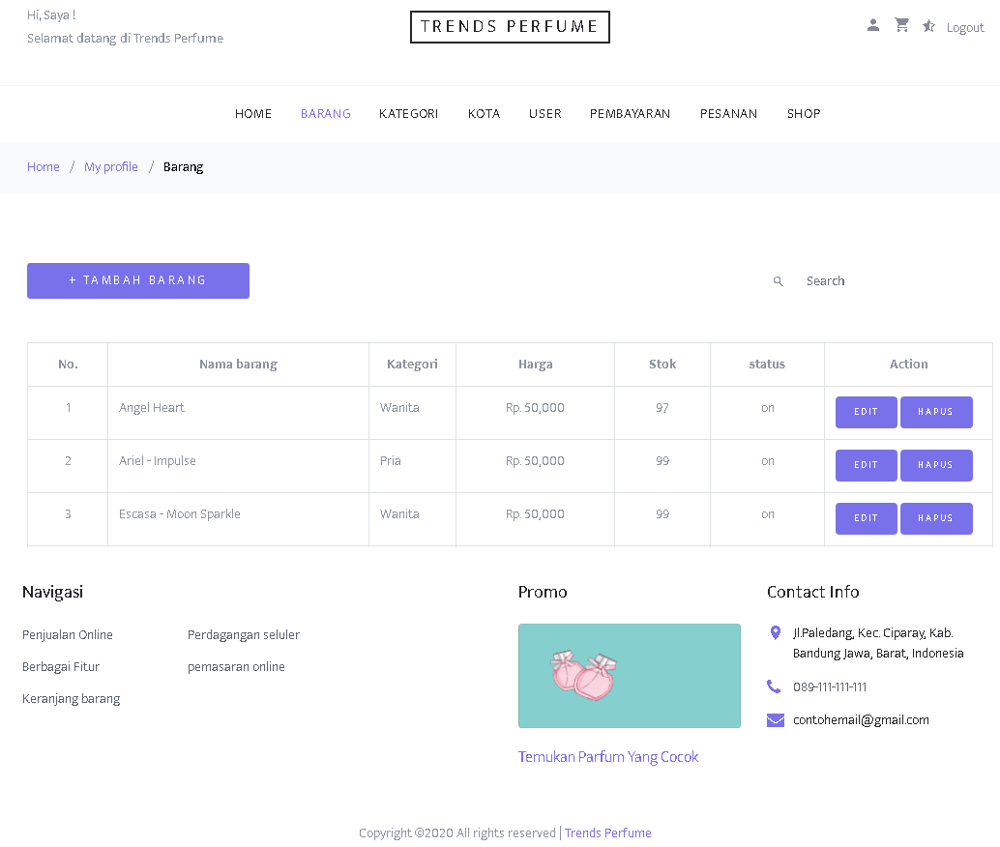 Hi, Saya !
Selamat datang di Trends Perfume
TRENDS PERFUME
Logout
HOME BARANG KATEGORI KOTA USER PEMBAYARAN PESANAN SHOP
Home / My profile / Barang
+ TAMBAH BARANG
Search
No. Nama barang Kategori Harga Stok status Action
1 Angel Heart Wanita Rp. 50,000 97 on EDIT HAPUS
2 Ariel - Impulse Pria Rp. 50,000 99 on EDIT HAPUS
3 Escasa - Moon Sparkle Wanita Rp. 50,000 99 on EDIT HAPUS
Navigasi
Penjualan Online Perdagangan seluler
Berbagai Fitur pemasaran online
Keranjang barang
Promo
Temukan Parfum Yang Cocok
Contact Info
Jl.Paledang, Kec. Ciparay, Kab.
Bandung Jawa, Barat, Indonesia
089-111-111-111
contohemail@gmail.com
Copyright ©2020 All rights reserved | Trends Perfume